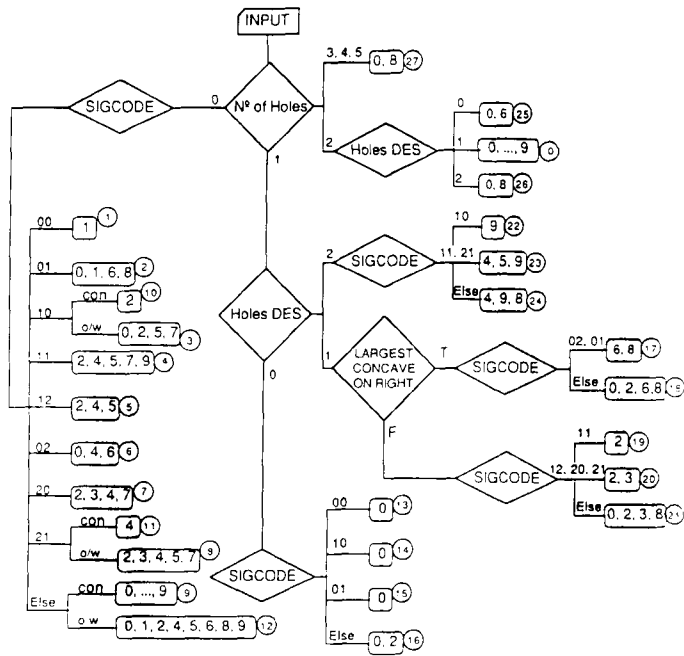 INPUT
Nº of Holes
0
1
2
3, 4, 5
0, 8 27
SIGCODE
Holes DES
0
0. 6 25
1
0, ..., 9 0
2
0. 8 26
00
1 1
01
0, 1, 6, 8 2
10
con
2 10
o/w
0, 2, 5, 7 3
11
2, 4, 5, 7, 9 4
12
2, 4, 5 5
02
0, 4, 6 6
20
2, 3, 4, 7 7
21
con
4 11
o/w
2, 3, 4, 5, 7
Else
con
0, ..., 9 9
o w
0, 1, 2, 4, 5, 6, 8, 9 12
Holes DES
2
1
0
SIGCODE
10
9 22
11, 21
4, 5, 9 23
Else
4, 9, 8 24
LARGEST
CONCAVE
ON RIGHT
T
F
SIGCODE
02, 01
6, 8 17
Else
0, 2, 6,8
SIGCODE
11
2 19
12. 20. 21
2, 3 20
Else
0, 2, 3, 8
SIGCODE
00
0 13
10
0 14
01
0 15
Else
0, 2 16